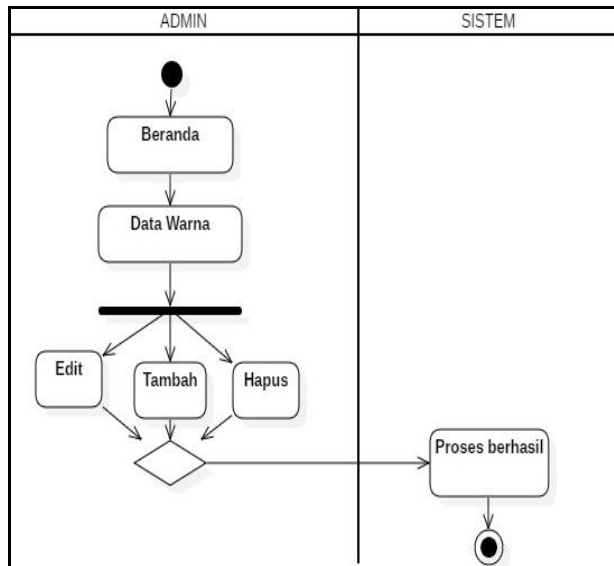 ADMIN
SISTEM
Beranda
Data Warna
Edit
Tambah
Hapus
Proses berhasil